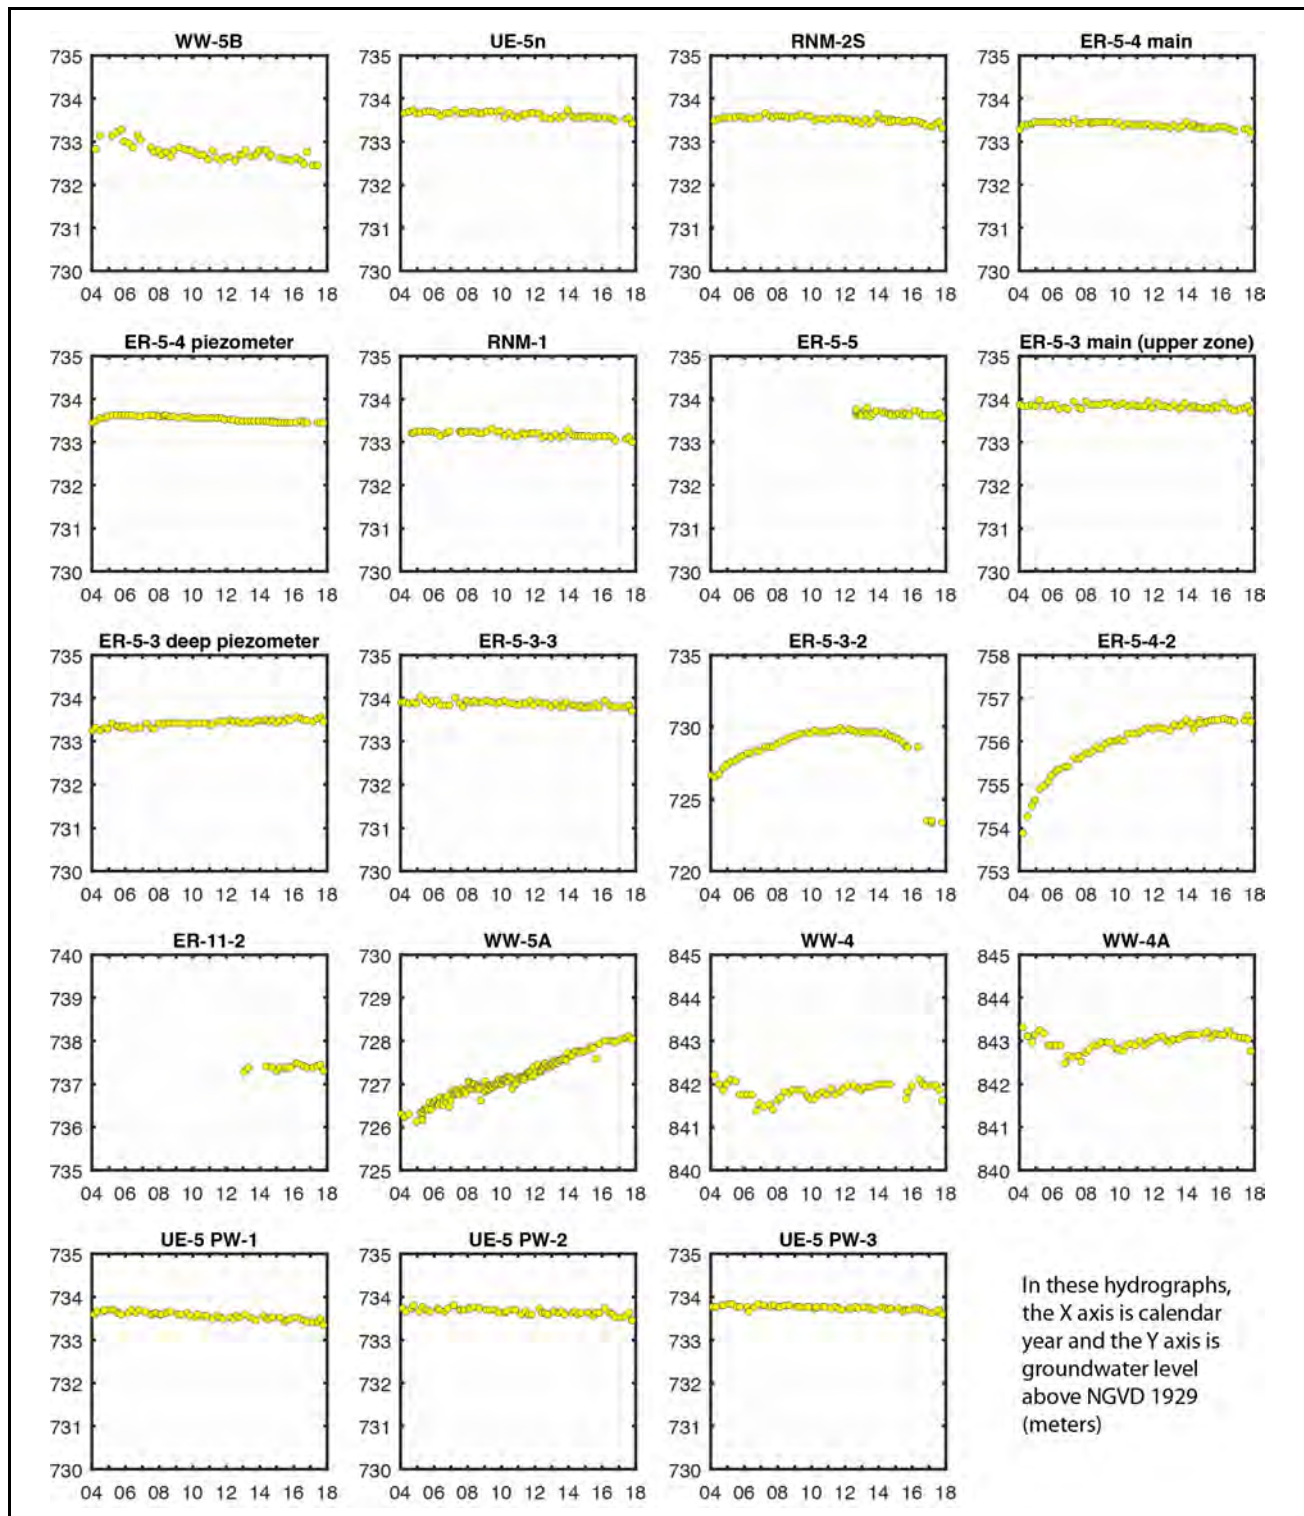 WW-5B UE-5n RNM-2S ER-5-4 main
735 735 735 735
734 734 734 734
733 733 733 733
732 732 732 732
731 731 731 731
730 730 730 730
04 06 08 10 12 14 16 18 04 06 08 10 12 14 16 18 04 06 08 10 12 14 16 18 04 06 08 10 12 14 16 18
ER-5-4 piezometer RNM-1 ER-5-5 ER-5-3 main (upper zone)
735 735 735 735
734 734 734 734
733 733 733 733
732 732 732 732
731 731 731 731
730 730 730 730
04 06 08 10 12 14 16 18 04 06 08 10 12 14 16 18 04 06 08 10 12 14 16 18 04 06 08 10 12 14 16 18
ER-5-3 deep piezometer ER-5-3-3 ER-5-3-2 ER-5-4-2
735 735 735 758
734 734 757
733 733 730 756
732 732 755
731 731 725 754
730 730 720 753
04 06 08 10 12 14 16 18 04 06 08 10 12 14 16 18 04 06 08 10 12 14 16 18 04 06 08 10 12 14 16 18
ER-11-2 WW-5A WW-4 WW-4A
740 730 845 845
739 729 844 844
738 728 843 843
737 727 842 842
736 726 841 841
735 725 840 840
04 06 08 10 12 14 16 18 04 06 08 10 12 14 16 18 04 06 08 10 12 14 16 18 04 06 08 10 12 14 16 18
UE-5 PW-1 UE-5 PW-2 UE-5 PW-3
735 735 735
734 734 734
733 733 733
732 732 732
731 731 731
730 730 730
04 06 08 10 12 14 16 18 04 06 08 10 12 14 16 18 04 06 08 10 12 14 16 18
In these hydrographs,
the X axis is calendar
year and the Y axis is
groundwater level
above NGVD 1929
(meters)